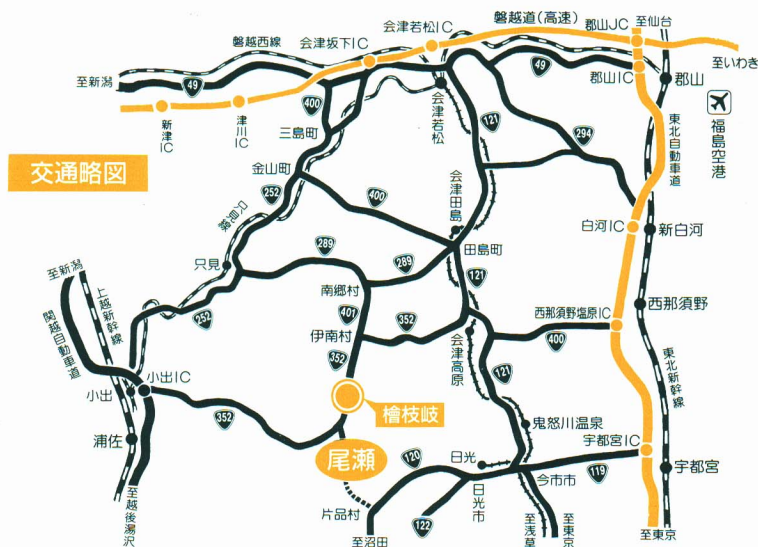 至仙台
郡山JC
磐越道(高速)
会津若松IC
会津坂下IC
磐越西線
至いわき
至新潟
49
49
郡山IC
郡山
400
新津IC
津川IC
三島町
会津若松
121
294
東北自動車道
福島空港
交通略図
金山町
252
只見線
400
会津田島
白河IC
新白河
只見
289
289
田島町
至新潟
上越新幹線
関越自動車道
252
南郷村
401
121
伊南村
352
西那須野塩原IC
西那須野
400
352
会津高原
121
小出IC
小出
352
檜枝岐
東北新幹線
浦佐
尾瀬
鬼怒川温泉
宇都宮IC
120
日光
119
宇都宮
今市市
日光市
片品村
122
至越後湯沢
至沼田
至浅草
至東京
至東京